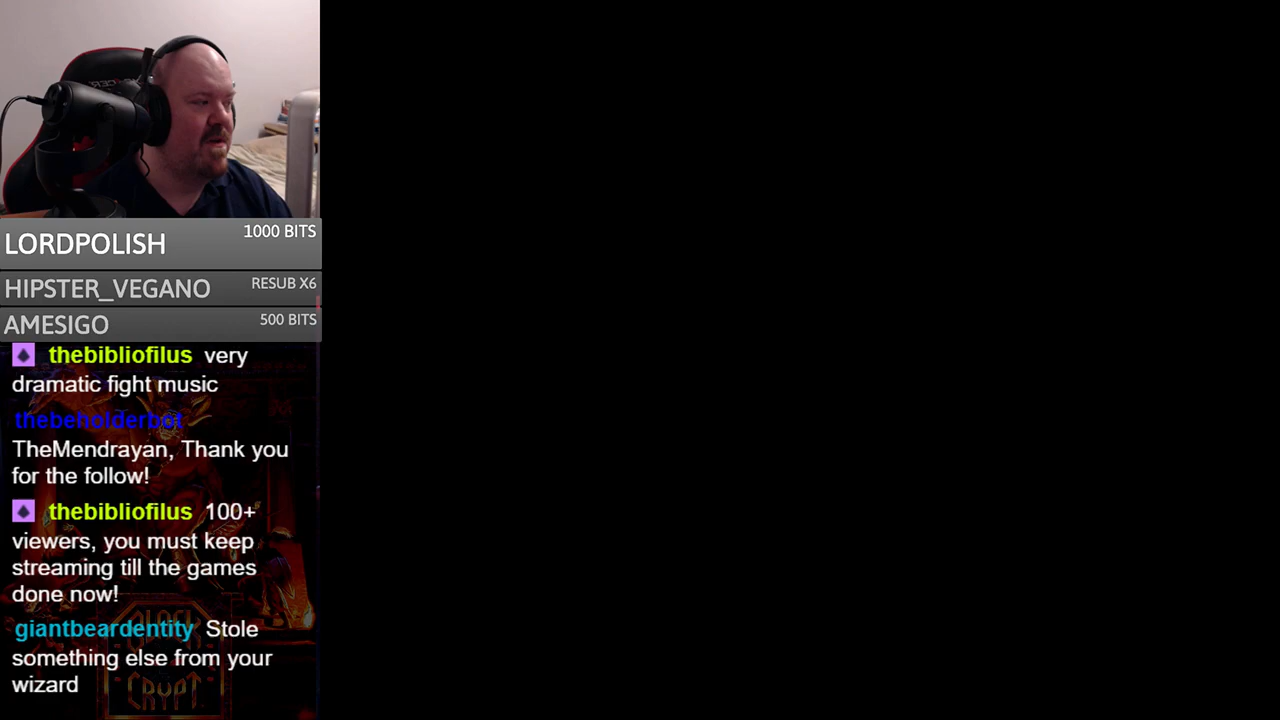 LORDPOLISH 1000 BITS
HIPSTER_VEGANO RESUB X6
AMESIGO 500 BITS
thebibliofilus very
dramatic fight music
thebeholderbot
TheMendrayan, Thank you
for the follow!
thebibliofilus 100+
viewers, you must keep
streaming till the games
done now!
giantbeardentity Stole
something else from your
wizard
BLACK
CRYPT